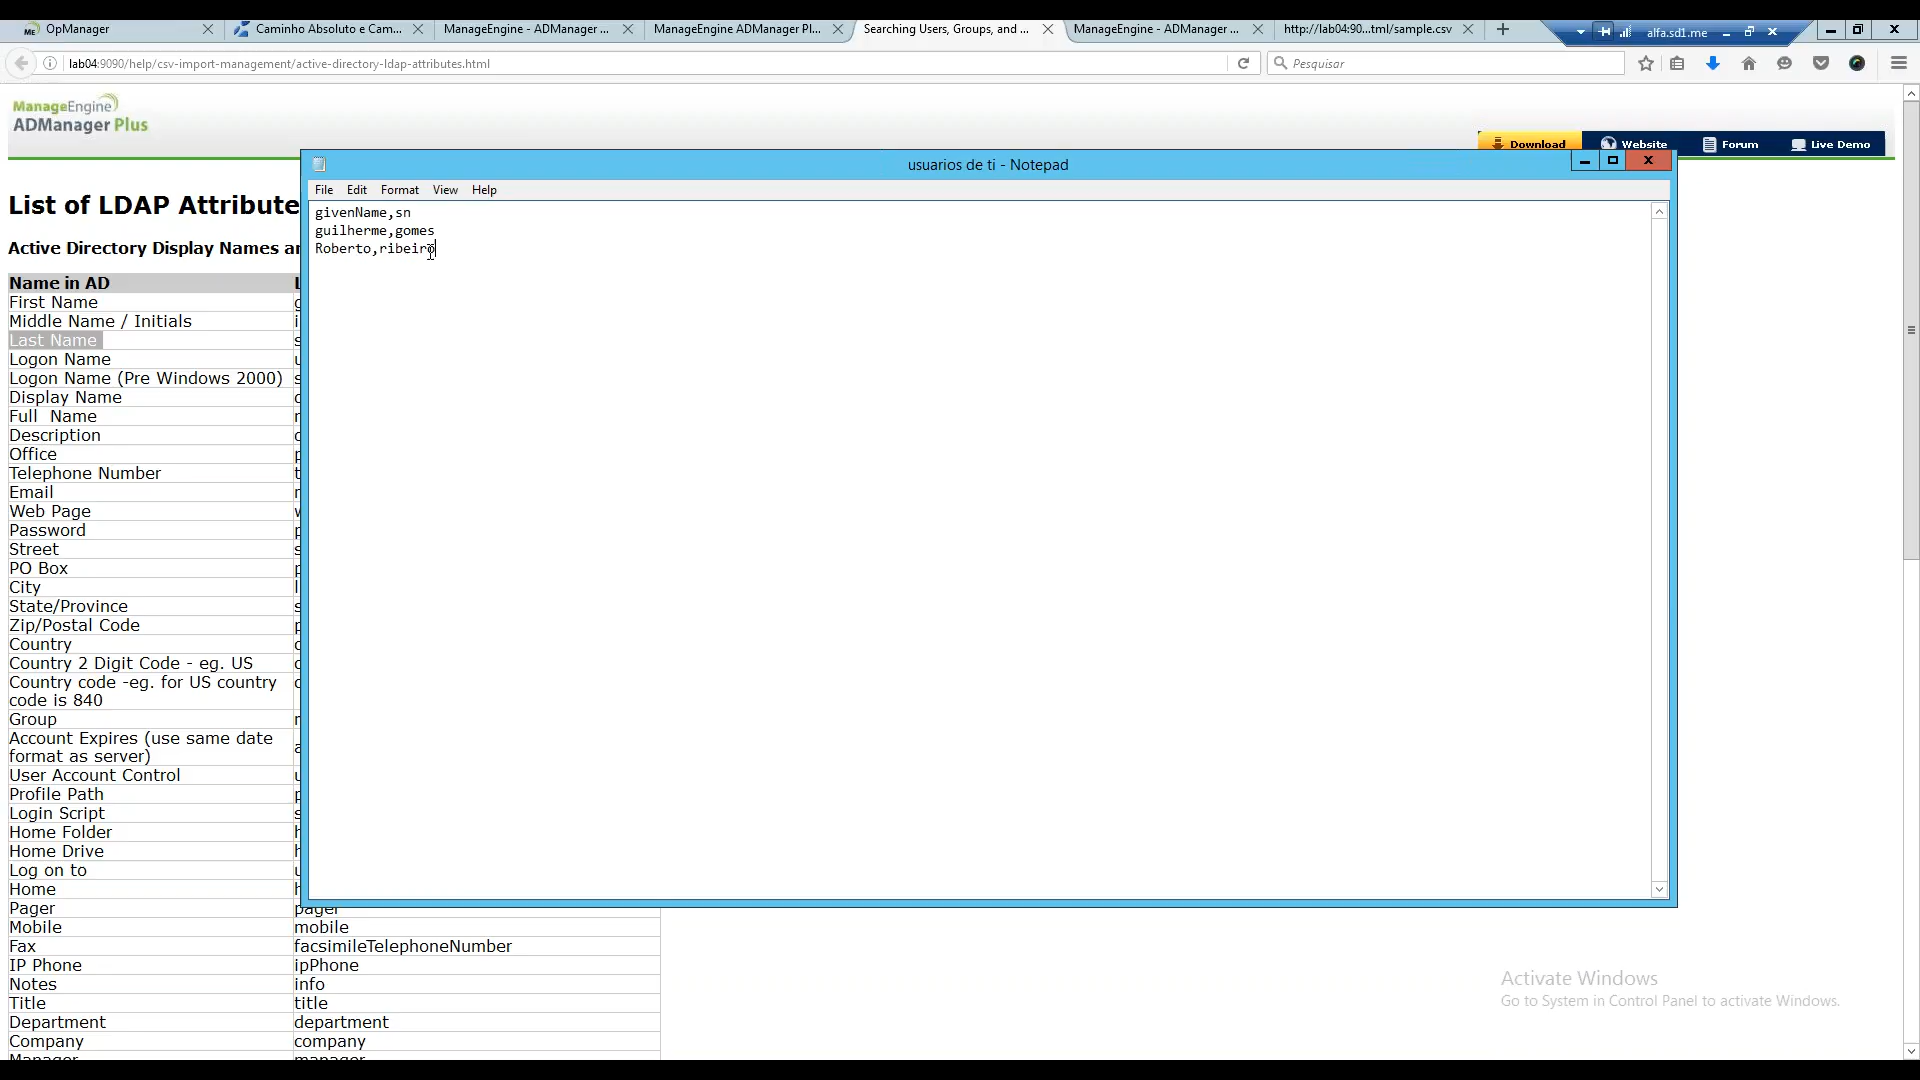 OpManager
Caminho Absoluto e Cam...
ManageEngine - ADManager ...
ManageEngine ADManager Pl...
Searching Users, Groups, and ...
ManageEngine - ADManager ...
http://lab04:90...tml/sample.csv
alfa.sd1.me
lab04:9090/help/csv-import-management/active-directory-ldap-attributes.html
Pesquisar
ManageEngine
ADManager Plus
Download
Website
Forum
Live Demo
usuarios de ti - Notepad
File Edit Format View Help
givenName,sn
guilherme,gomes
Roberto,ribeiro
List of LDAP Attribute
Active Directory Display Names
Name in AD
First Name
Middle Name / Initials
Last Name
Logon Name
Logon Name (Pre Windows 2000)
Display Name
Full Name
Description
Office
Telephone Number
Email
Web Page
Password
Street
PO Box
City
State/Province
Zip/Postal Code
Country
Country 2 Digit Code - eg. US
Country code -eg. for US country
code is 840
Group
Account Expires (use same date
format as server)
User Account Control
Profile Path
Login Script
Home Folder
Home Drive
Log on to
Home
Pager pager
Mobile mobile
Fax facsimileTelephoneNumber
IP Phone ipPhone
Notes info
Title title
Department department
Company company
Manager manager
Activate Windows
Go to System in Control Panel to activate Windows.